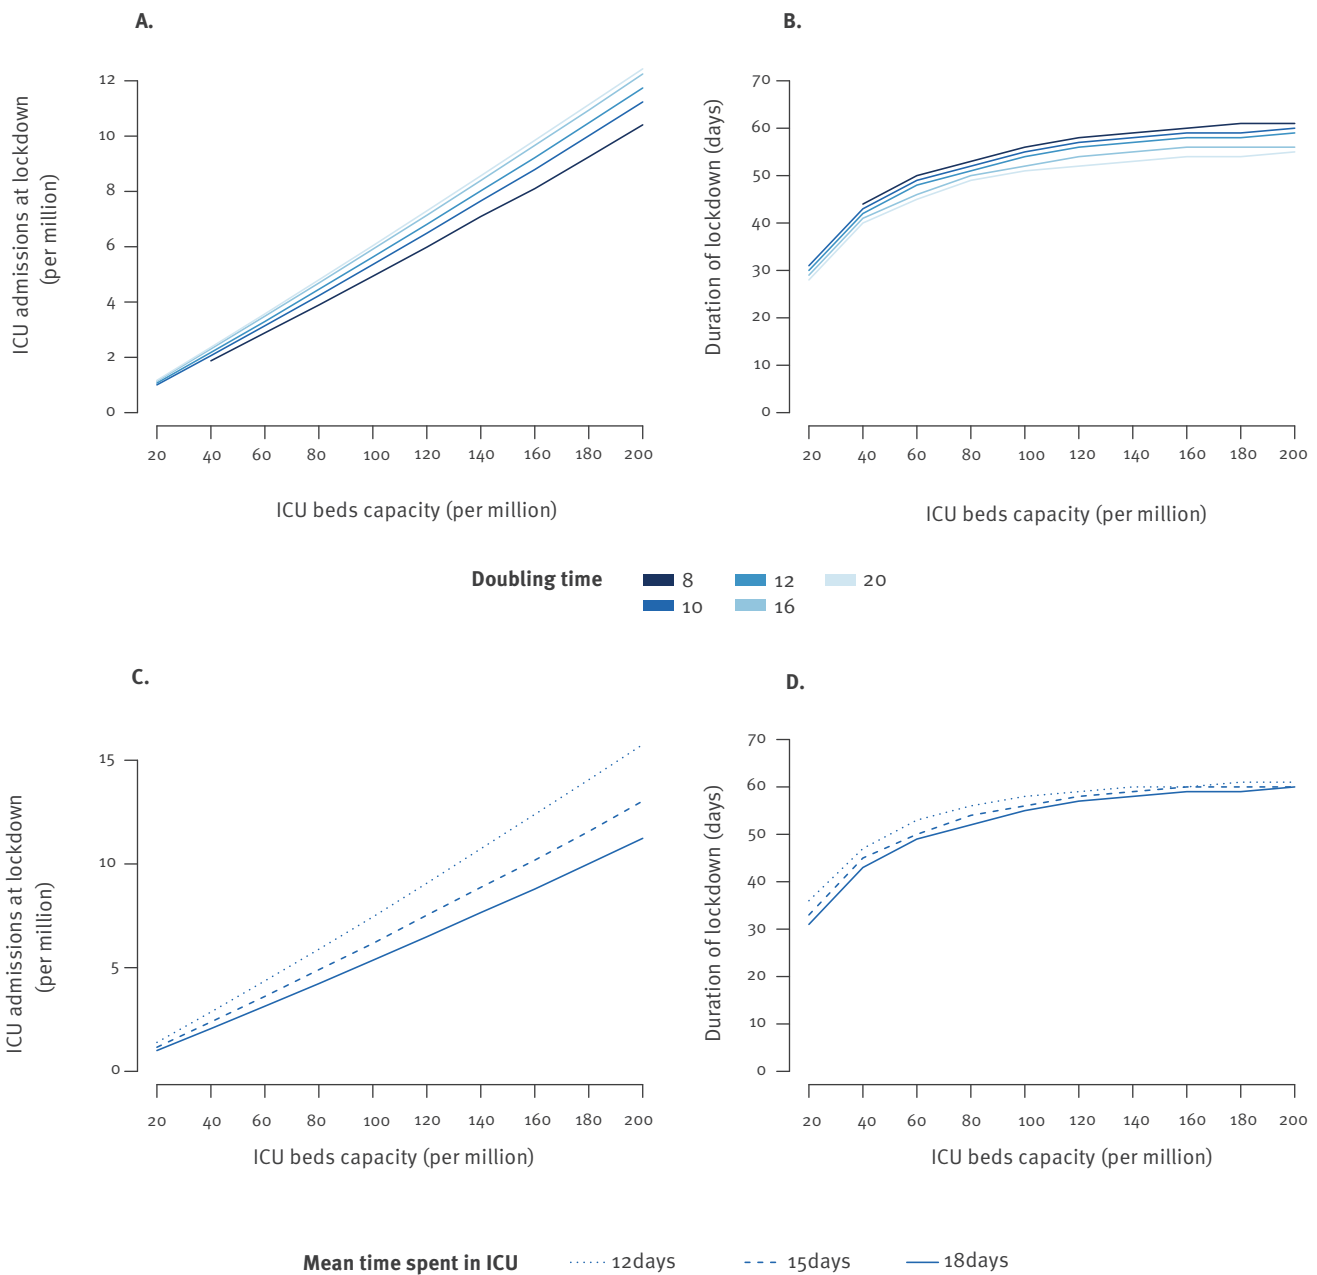 A.
ICU admissions at lockdown
(per million)
12
10
8
6
4
2
0
20 40 60 80 100 120 140 160 180 200
ICU beds capacity (per million)
B.
Duration of lockdown (days)
70
60
50
40
30
20
10
0
20 40 60 80 100 120 140 160 180 200
ICU beds capacity (per million)
Doubling time 8 12 20
10 16
C.
ICU admissions at lockdown
(per million)
15
10
5
0
20 40 60 80 100 120 140 160 180 200
ICU beds capacity (per million)
D.
Duration of lockdown (days)
70
60
50
40
30
20
10
0
20 40 60 80 100 120 140 160 180 200
ICU beds capacity (per million)
Mean time spent in ICU 12days 15days 18days